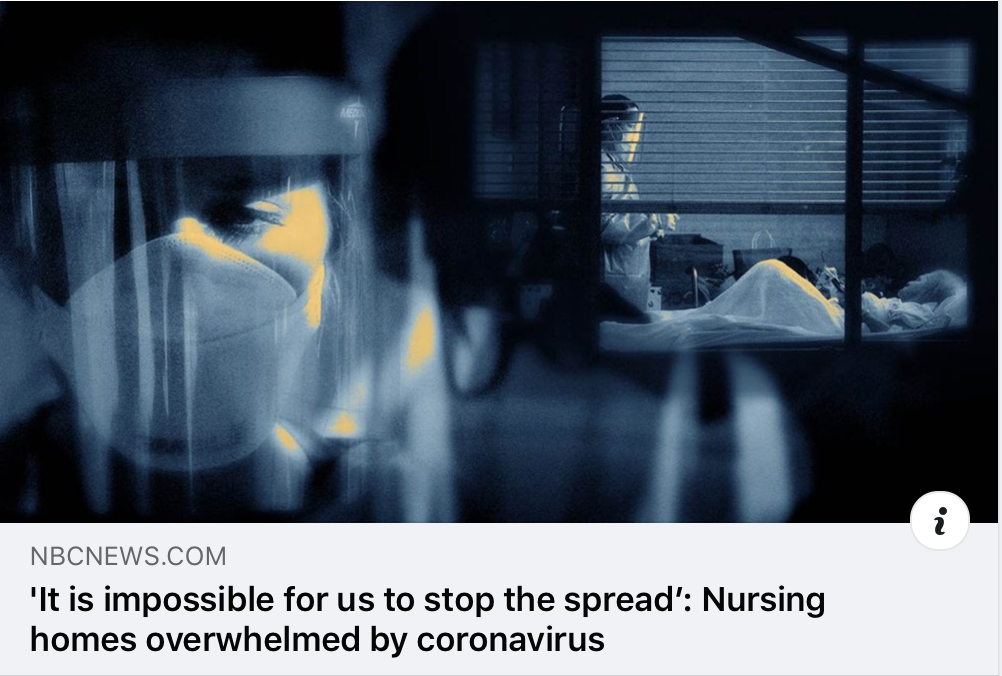 NBCNEWS.COM
'It is impossible for us to stop the spread’: Nursing
homes overwhelmed by coronavirus